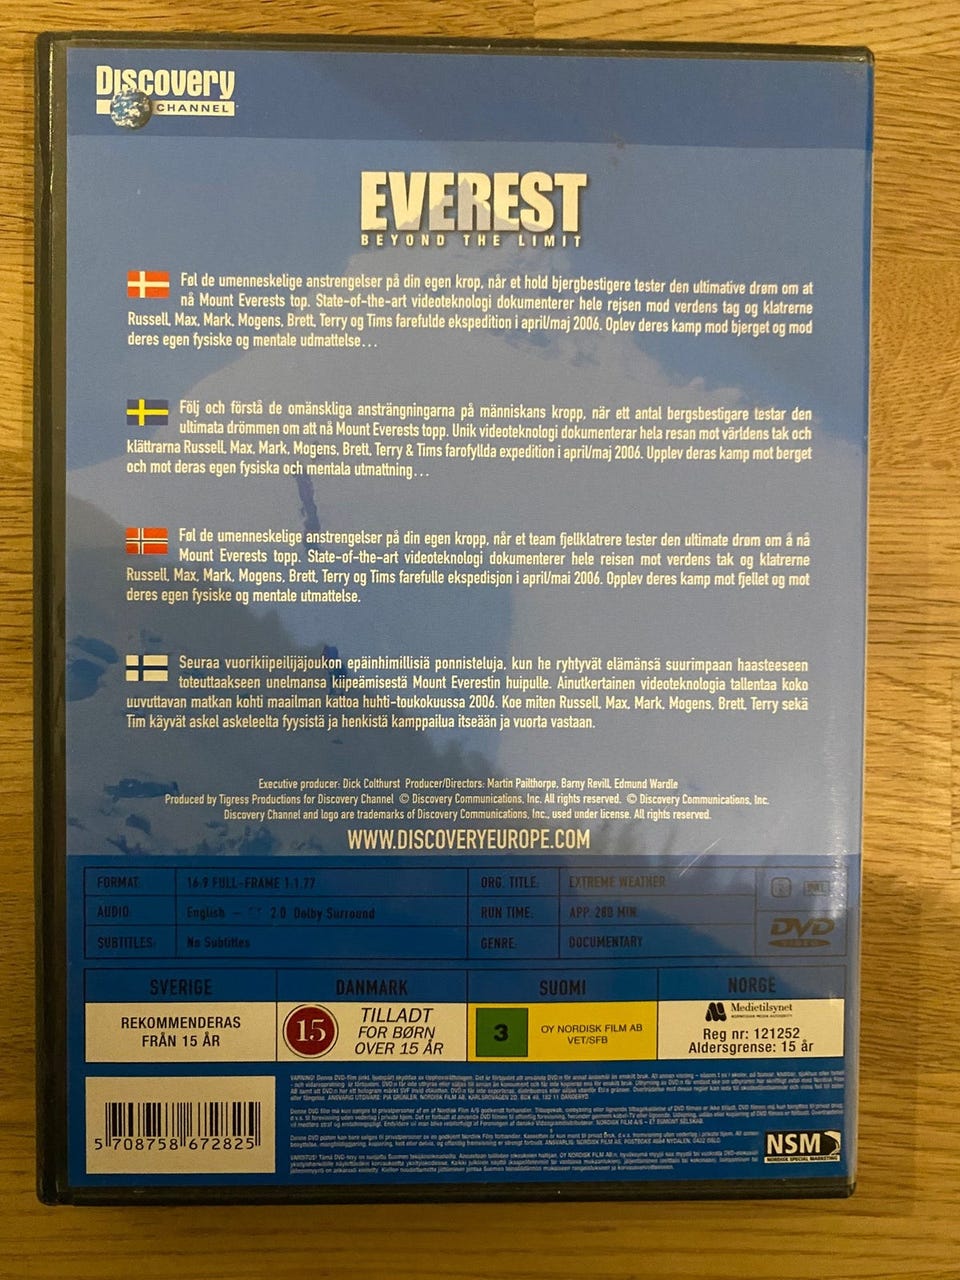 Discovery
CHANNEL
EVEREST
BEYOND THE LIMIT
Føl de umenneskelige anstrengelser på din egen krop, når et hold bjergbestigere tester den ultimative drøm om at
nå Mount Everests top. State-of-the-art videoteknologi dokumenterer hele rejsen mod verdens tag og klatrerne
Russell, Max, Mark, Mogens, Brett, Terry og Tims farefulde ekspedition i april/maj 2006. Oplev deres kamp mod bjerget og mod
deres egen fysiske og mentale udmattelse...
Följ och förstå de omänskliga ansträngningarna på människans kropp, när ett antal bergsbestigare testar den
ultimata drömmen om att nå Mount Everests topp. Unik videoteknologi dokumenterar hela resan mot världens tak och
klättrarna Russell, Max, Mark, Mogens, Brett, Terry & Tims farofyllda expedition i april/maj 2006. Upplev deras kamp mot berget
och mot deras egen fysiska och mentala utmattning...
Føl de umenneskelige anstrengelser på din egen kropp, når et team fjellklatrere tester den ultimate drøm om å nå
Mount Everests topp. State-of-the-art videoteknologi dokumenterer hele reisen mot verdens tak og klatrerne
Russell, Max, Mark, Mogens, Brett, Terry og Tims farefulle ekspedisjon i april/mai 2006. Opplev deres kamp mot fjellet og mot
deres egen fysiske og mentale utmattelse.
Seuraa vuorikiipeilijäjoukon epäinhimillisiä ponnisteluja, kun he ryhtyvät elämänsä suurimpaan haasteeseen
toteuttaakseen unelmansa kiipeämisestä Mount Everestin huipulle. Ainutkertainen videoteknologia tallentaa koko
uuvuttavan matkan kohti maailman kattoa huhti-toukokuussa 2006. Koe miten Russell, Max, Mark, Mogens, Brett, Terry sekä
Tim käyvät askel askeleelta fyysistä ja henkistä kamppailua itseään ja vuorta vastaan.
Executive producer: Dick Colthurst Producer/Directors: Martin Pailthorpe, Barny Revill, Edmund Wardle
Produced by Tigress Productions for Discovery Channel © Discovery Communications, Inc. All rights reserved. © Discovery Communications, Inc.
Discovery Channel and logo are trademarks of Discovery Communications, Inc., used under license. All rights reserved.
WWW.DISCOVERYEUROPE.COM
FORMAT: 16:9 FULL-FRAME 1:1.77 ORG. TITLE: EXTREME WEATHER
AUDIO: English – 2.0 Dolby Surround RUN TIME: APP. 280 MIN.
SUBTITLES: No Subtitles GENRE: DOCUMENTARY
DVD
VIDEO
SVERIGE DANMARK SUOMI NORGE
REKOMMENDERAS
FRÅN 15 ÅR
15
TILLADT
FOR BØRN
OVER 15 ÅR
3
OY NORDISK FILM AB
VET/SFB
Medietilsynet
NORWEGIAN MEDIA AUTHORITY
Reg nr: 121252
Aldersgrense: 15 år
5 708758 672825
NSM
NORDISK SPECIAL MARKETING